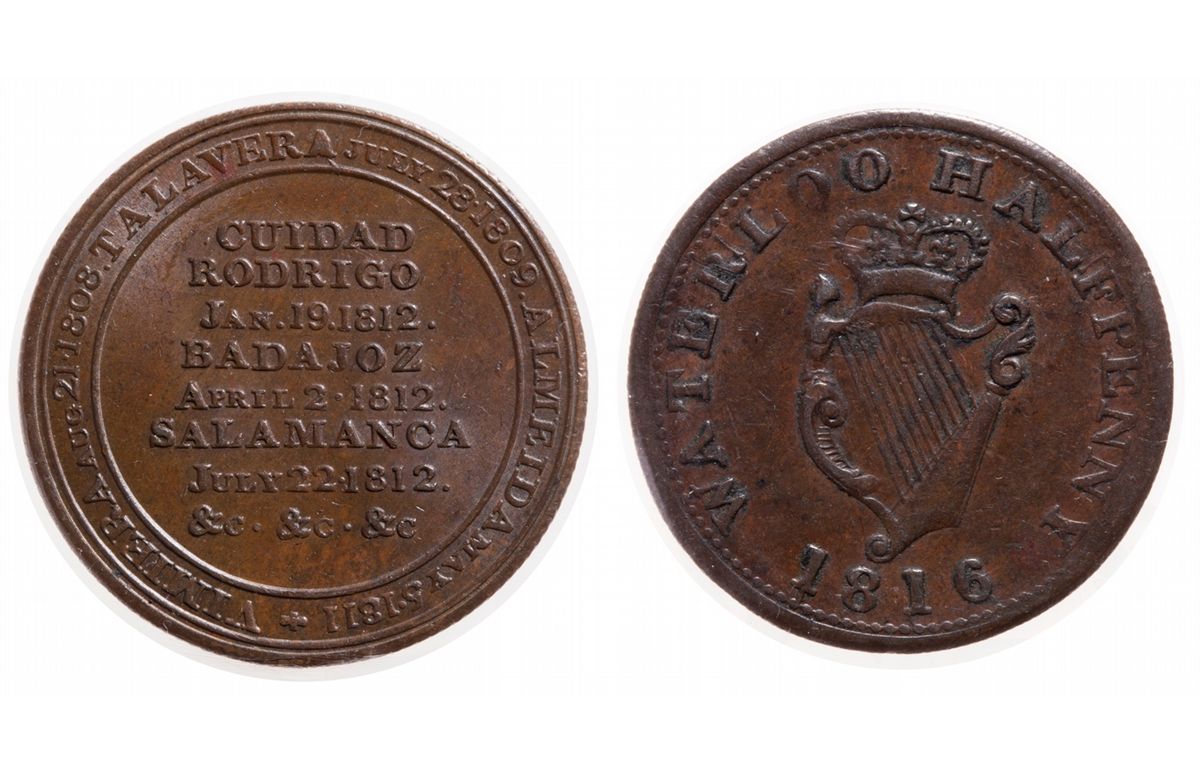 VIMIERA AUG. 21. 1808. TALAVERA JULY 28. 1809. ALMEIDA MAY 5. 1811
CUIDAD
RODRIGO
JAN. 19. 1812.
BADAJOZ
APRIL 2 · 1812.
SALAMANCA
JULY 22 · 1812.
&c · &c · &c
WATERLOO HALFPENNY
1816